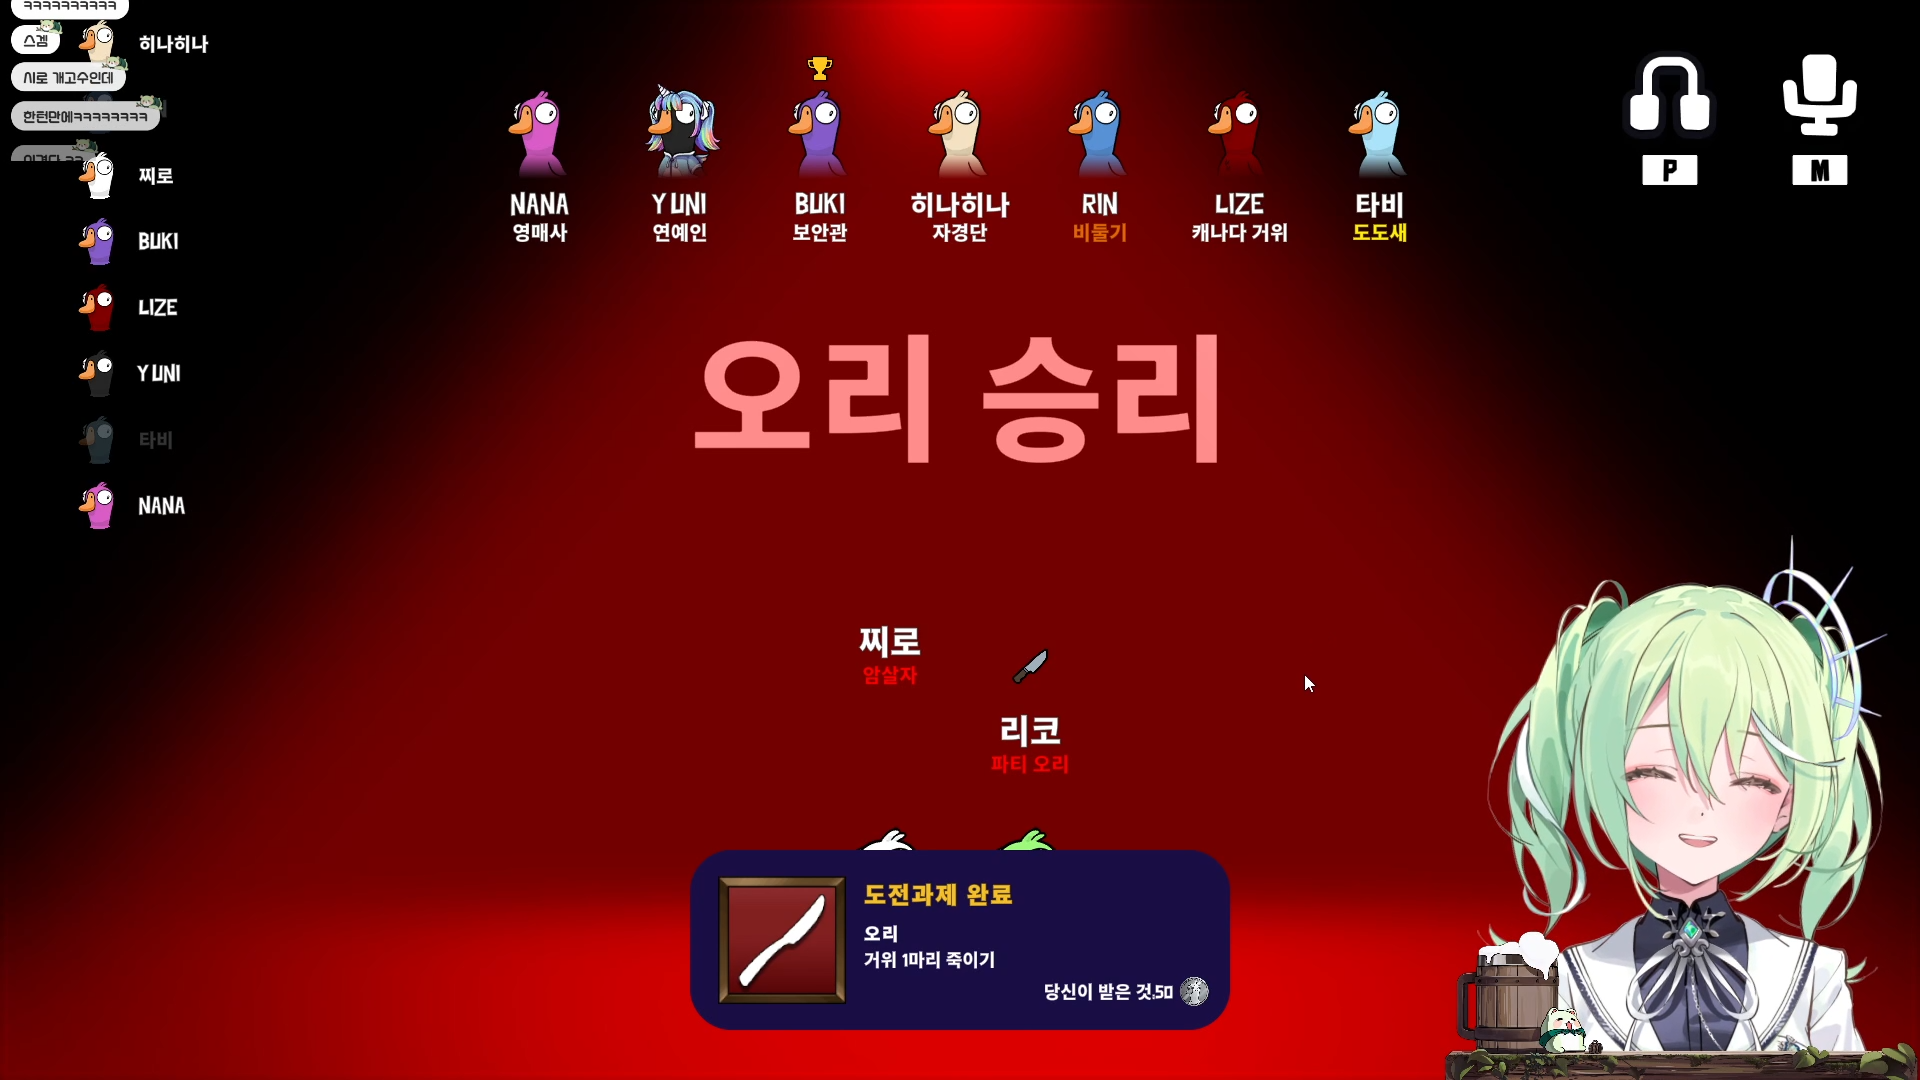 ㅋㅋㅋㅋㅋㅋㅋㅋㅋㅋ
스겜
시로 개고수인데
한턴만에ㅋㅋㅋㅋㅋㅋㅋㅋ
히나히나
찌로
BUKI
LIZE
YUNI
타비
NANA
NANA
영매사
YUNI
연예인
BUKI
보안관
히나히나
자경단
RIN
비둘기
LIZE
캐나다 거위
타비
도도새
P
M
오리 승리
찌로
암살자
리코
파티 오리
도전과제 완료
오리
거위 1마리 죽이기
당신이 받은 것:50